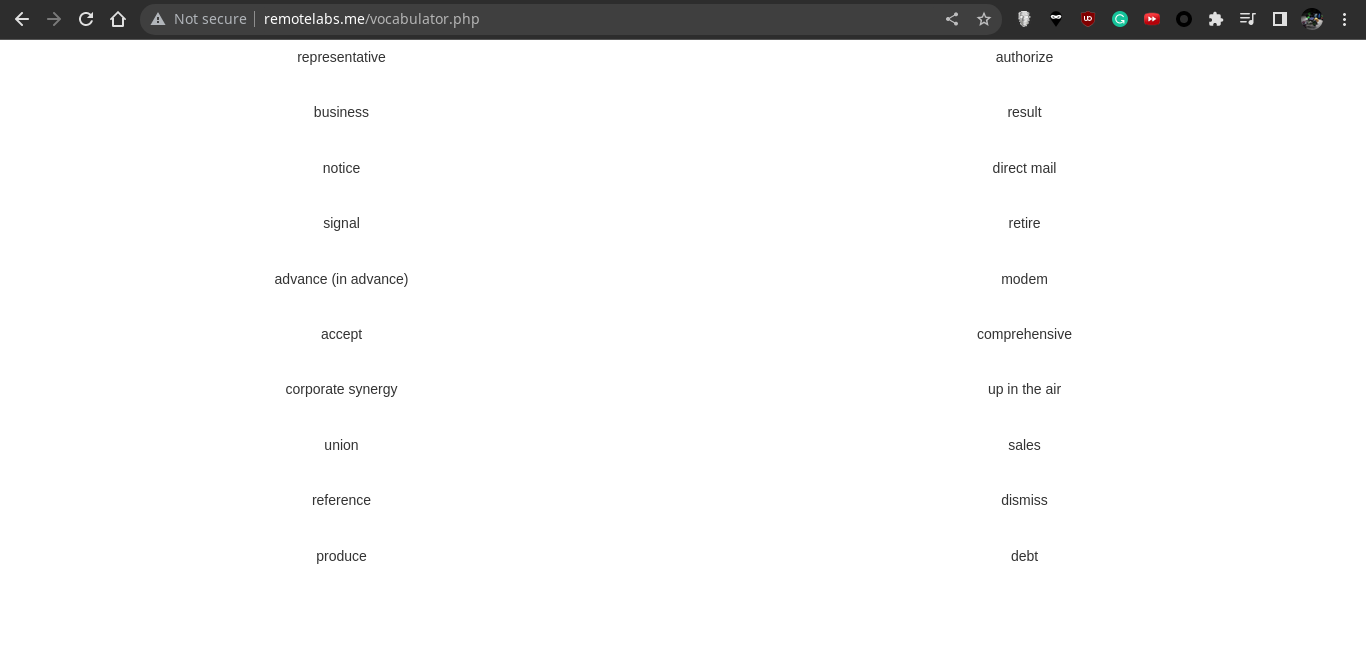 Not secure remotelabs.me/vocabulator.php
representative authorize
business result
notice direct mail
signal retire
advance (in advance) modem
accept comprehensive
corporate synergy up in the air
union sales
reference dismiss
produce debt